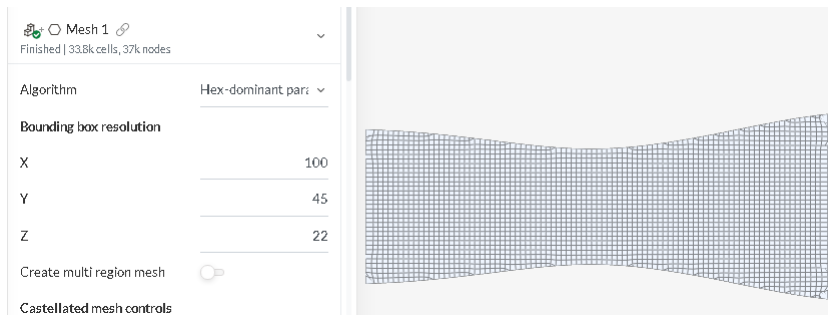 Mesh 1
Finished | 33.8k cells, 37k nodes
Algorithm Hex-dominant para
Bounding box resolution
X 100
Y 45
Z 22
Create multi region mesh
Castellated mesh controls